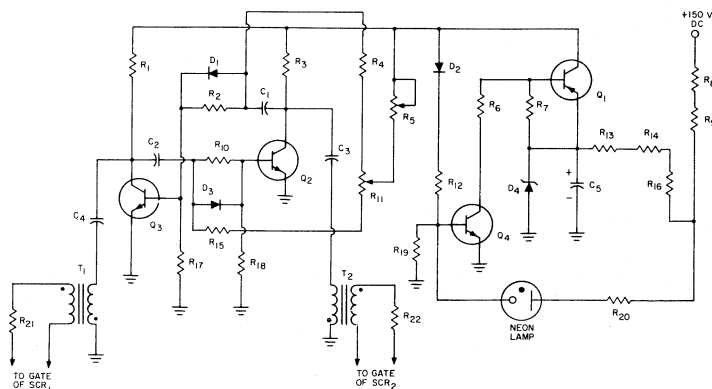 +150 V
DC
R1
D1
R2
C1
R3
R4
R5
D2
R6
R7
Q1
R8
R9
C2
R10
Q2
C3
R11
R12
D4
+
C5
-
R13
R14
R16
Q3
D3
R15
C4
R17
R18
R19
Q4
T1
T2
R21
R22
NEON
LAMP
R20
TO GATE
OF SCR1
TO GATE
OF SCR2